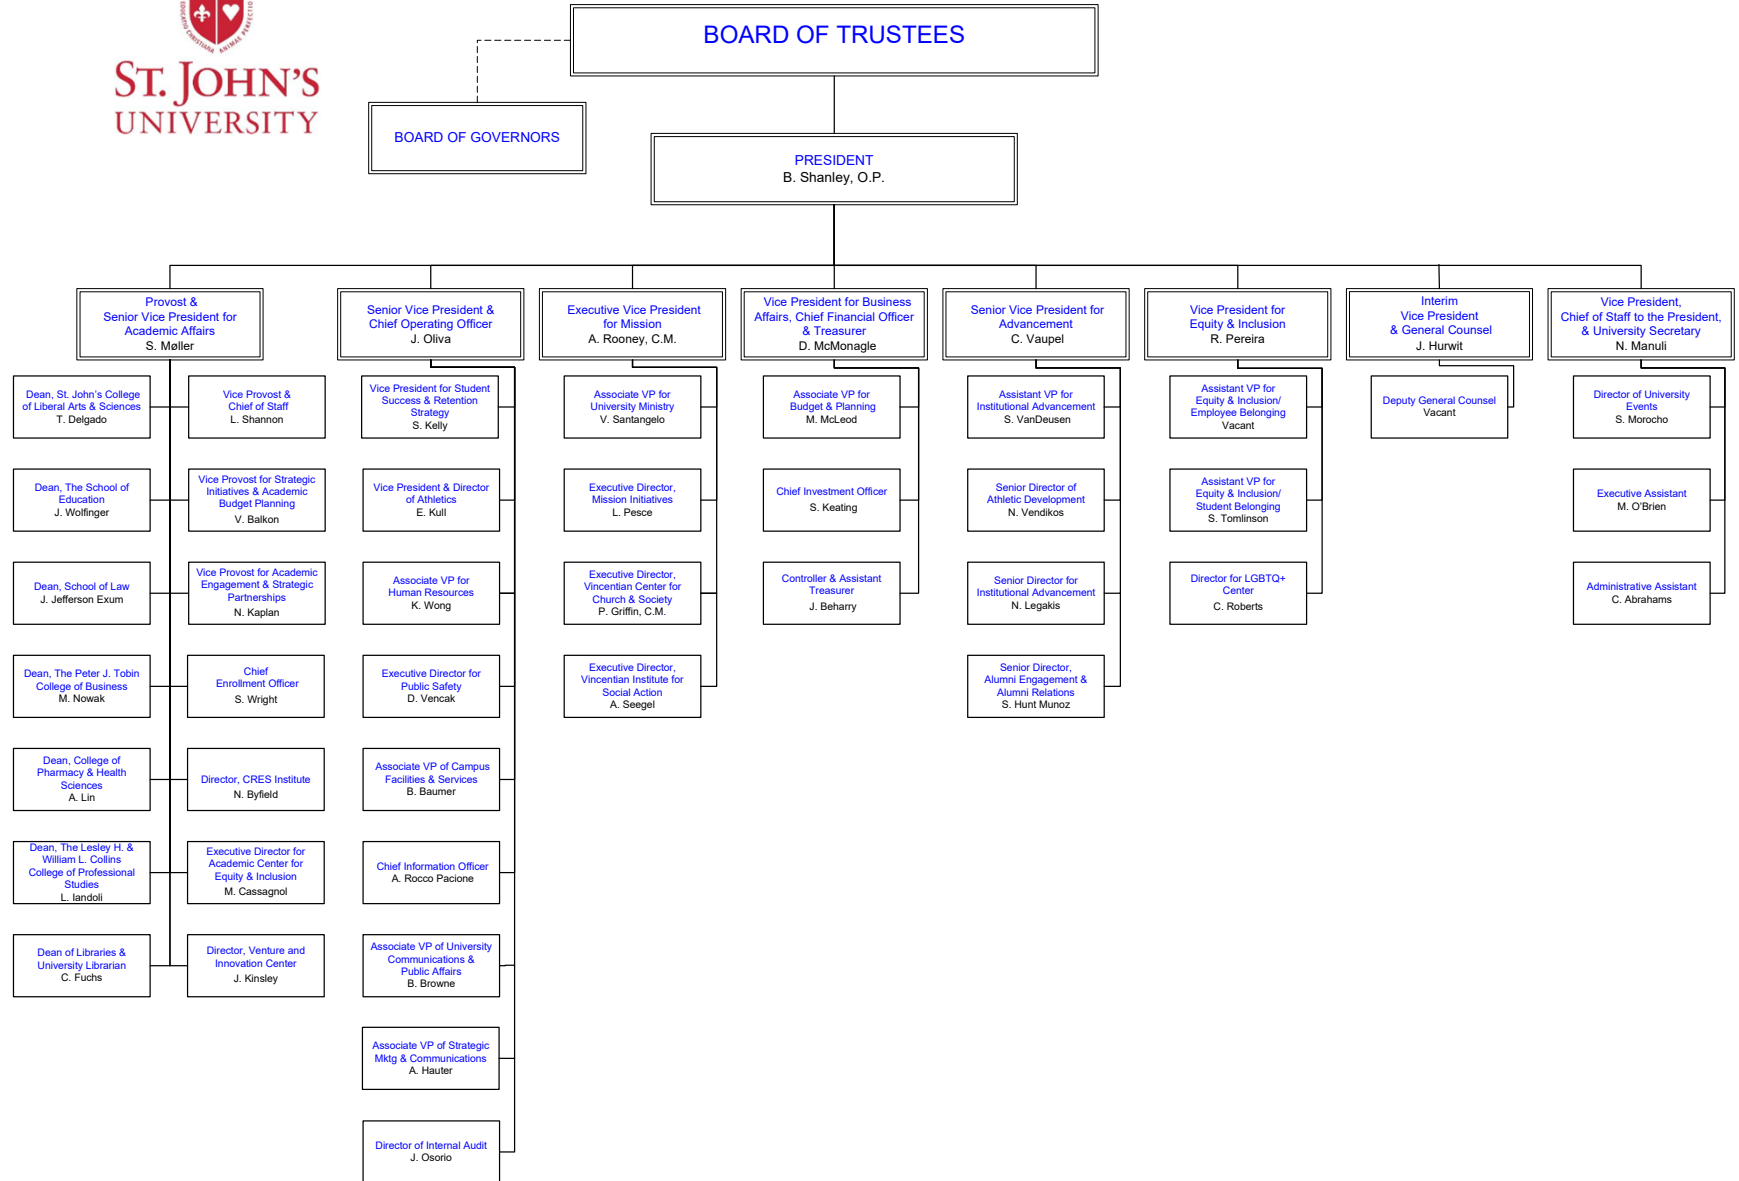 EDUCATIO CHRISTIANA ANIMAE PERFECTIO
ST. JOHN'S
UNIVERSITY
BOARD OF TRUSTEES
BOARD OF GOVERNORS
PRESIDENT
B. Shanley, O.P.
Provost &
Senior Vice President for
Academic Affairs
S. Møller
Senior Vice President &
Chief Operating Officer
J. Oliva
Executive Vice President
for Mission
A. Rooney, C.M.
Vice President for Business
Affairs, Chief Financial Officer
& Treasurer
D. McMonagle
Senior Vice President for
Advancement
C. Vaupel
Vice President for
Equity & Inclusion
R. Pereira
Interim
Vice President
& General Counsel
J. Hurwit
Vice President,
Chief of Staff to the President,
& University Secretary
N. Manuli
Dean, St. John's College
of Liberal Arts & Sciences
T. Delgado
Vice Provost &
Chief of Staff
L. Shannon
Dean, The School of
Education
J. Wolfinger
Vice Provost for Strategic
Initiatives & Academic
Budget Planning
V. Balkon
Dean, School of Law
J. Jefferson Exum
Vice Provost for Academic
Engagement & Strategic
Partnerships
N. Kaplan
Dean, The Peter J. Tobin
College of Business
M. Nowak
Chief
Enrollment Officer
S. Wright
Dean, College of
Pharmacy & Health
Sciences
A. Lin
Director, CRES Institute
N. Byfield
Dean, The Lesley H. &
William L. Collins
College of Professional
Studies
L. Iandoli
Executive Director for
Academic Center for
Equity & Inclusion
M. Cassagnol
Dean of Libraries &
University Librarian
C. Fuchs
Director, Venture and
Innovation Center
J. Kinsley
Vice President for Student
Success & Retention
Strategy
S. Kelly
Vice President & Director
of Athletics
E. Kull
Associate VP for
Human Resources
K. Wong
Executive Director for
Public Safety
D. Vencak
Associate VP of Campus
Facilities & Services
B. Baumer
Chief Information Officer
A. Rocco Pacione
Associate VP of University
Communications &
Public Affairs
B. Browne
Associate VP of Strategic
Mktg & Communications
A. Hauter
Director of Internal Audit
J. Osorio
Associate VP for
University Ministry
V. Santangelo
Executive Director,
Mission Initiatives
L. Pesce
Executive Director,
Vincentian Center for
Church & Society
P. Griffin, C.M.
Executive Director,
Vincentian Institute for
Social Action
A. Seegel
Associate VP for
Budget & Planning
M. McLeod
Chief Investment Officer
S. Keating
Controller & Assistant
Treasurer
J. Beharry
Assistant VP for
Institutional Advancement
S. VanDeusen
Senior Director of
Athletic Development
N. Vendikos
Senior Director for
Institutional Advancement
N. Legakis
Senior Director,
Alumni Engagement &
Alumni Relations
S. Hunt Munoz
Assistant VP for
Equity & Inclusion/
Employee Belonging
Vacant
Assistant VP for
Equity & Inclusion/
Student Belonging
S. Tomlinson
Director for LGBTQ+
Center
C. Roberts
Deputy General Counsel
Vacant
Director of University
Events
S. Morocho
Executive Assistant
M. O'Brien
Administrative Assistant
C. Abrahams